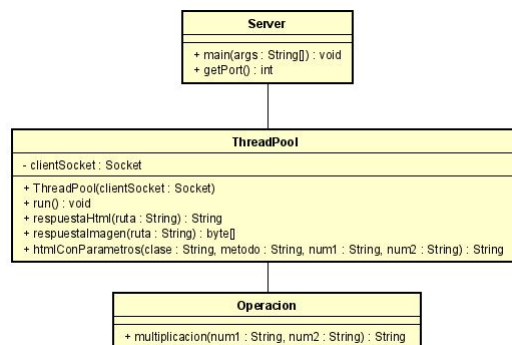 Server
+ main(args : String[]) : void
+ getPort() : int
ThreadPool
- clientSocket : Socket
+ ThreadPool(clientSocket : Socket)
+ run() : void
+ respuestaHtml(ruta : String) : String
+ respuestaImagen(ruta : String) : byte[]
+ htmlConParametros(clase : String, metodo : String, num1 : String, num2 : String) : String
Operacion
+ multiplicacion(num1 : String, num2 : String) : String